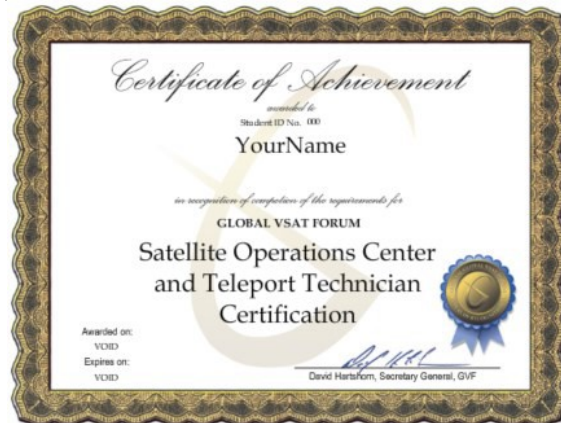 Certificate of Achievement
awarded to
Student ID No. 000
YourName
in recognition of competion of the requirements for
GLOBAL VSAT FORUM
Satellite Operations Center
and Teleport Technician
Certification
Awarded on:
VOID
Expires on:
VOID
David Hartshorn, Secretary General, GVF